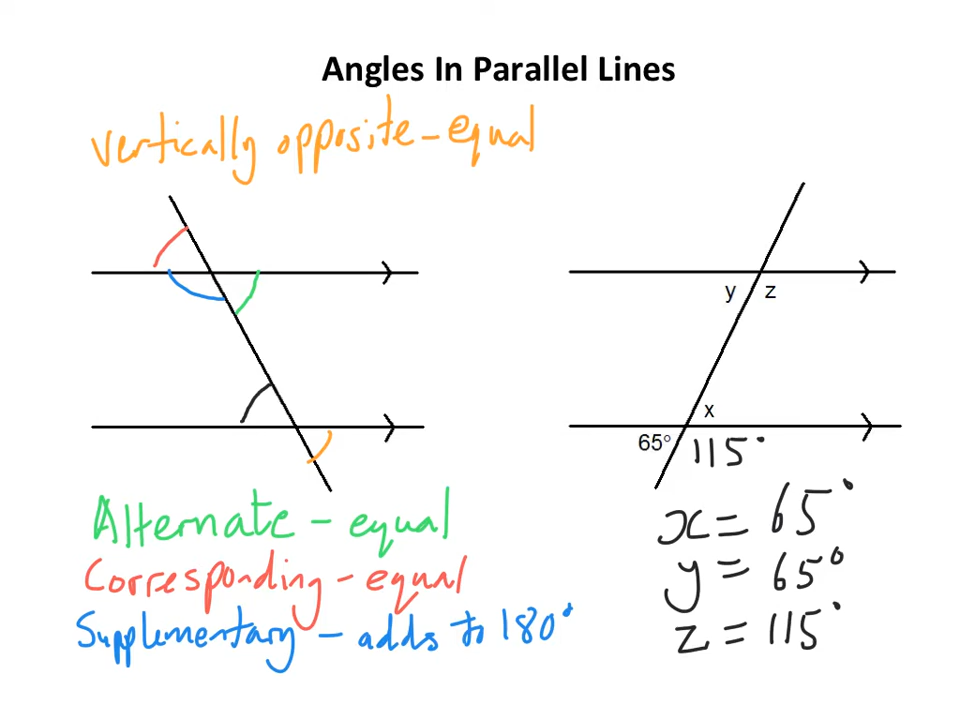 Angles In Parallel Lines
vertically opposite - equal
y z
x
65° 115°
Alternate - equal
Corresponding - equal
Supplementary - adds to 180°
x = 65°
y = 65°
z = 115°